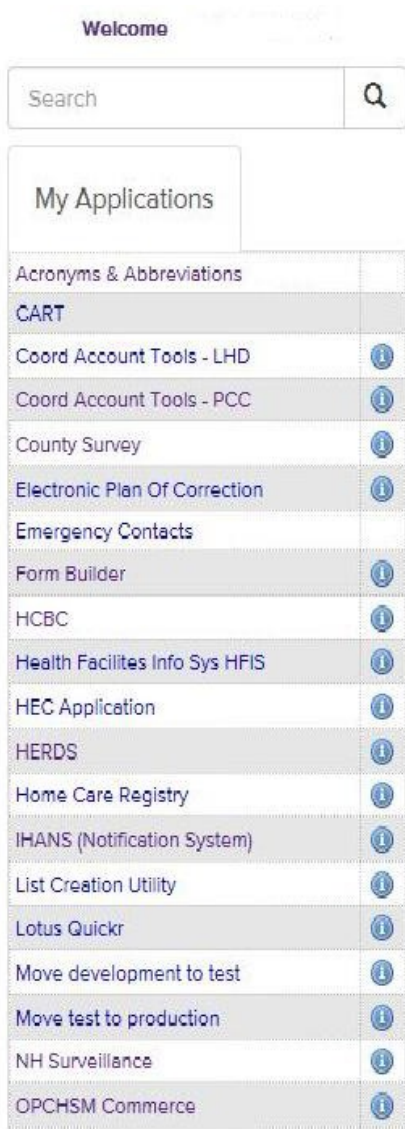 Welcome
Search
My Applications
Acronyms & Abbreviations
CART
Coord Account Tools - LHD
Coord Account Tools - PCC
County Survey
Electronic Plan Of Correction
Emergency Contacts
Form Builder
HCBC
Health Facilites Info Sys HFIS
HEC Application
HERDS
Home Care Registry
IHANS (Notification System)
List Creation Utility
Lotus Quickr
Move development to test
Move test to production
NH Surveillance
OPCHSM Commerce